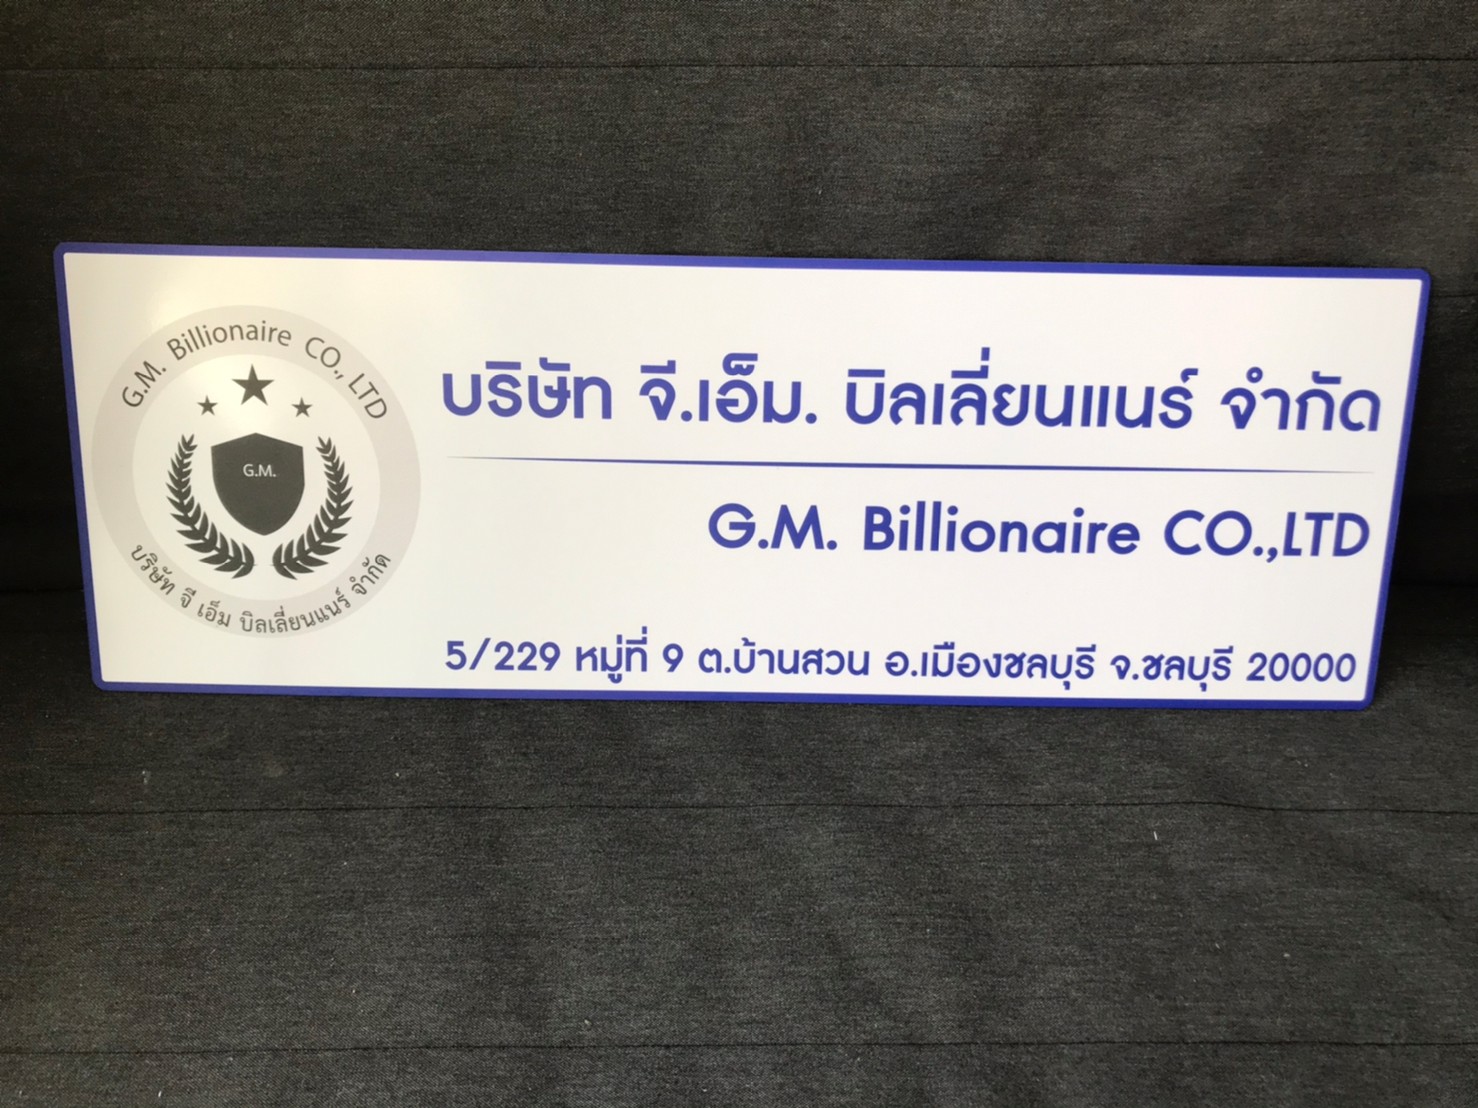 G.M. Billionaire CO., LTD
G.M.
บริษัท จี เอ็ม บิลเลี่ยนแนร์ จำกัด
บริษัท จี.เอ็ม. บิลเลี่ยนแนร์ จำกัด
G.M. Billionaire CO.,LTD
5/229 หมู่ที่ 9 ต.บ้านสวน อ.เมืองชลบุรี จ.ชลบุรี 20000